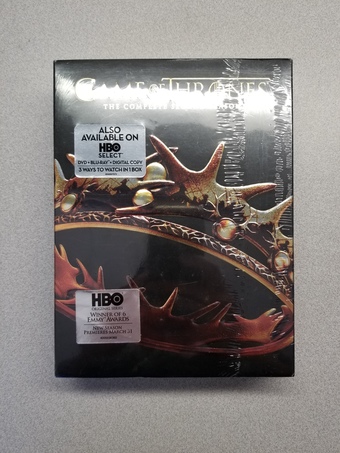 GAME OF THRONES
THE COMPLETE
ALSO
AVAILABLE ON
HBO
SELECT
DVD + BLU-RAY + DIGITAL COPY
3 WAYS TO WATCH IN 1 BOX
HBO
WINNER OF 6
EMMY AWARDS
NEW SEASON
PREMIERES MARCH 31